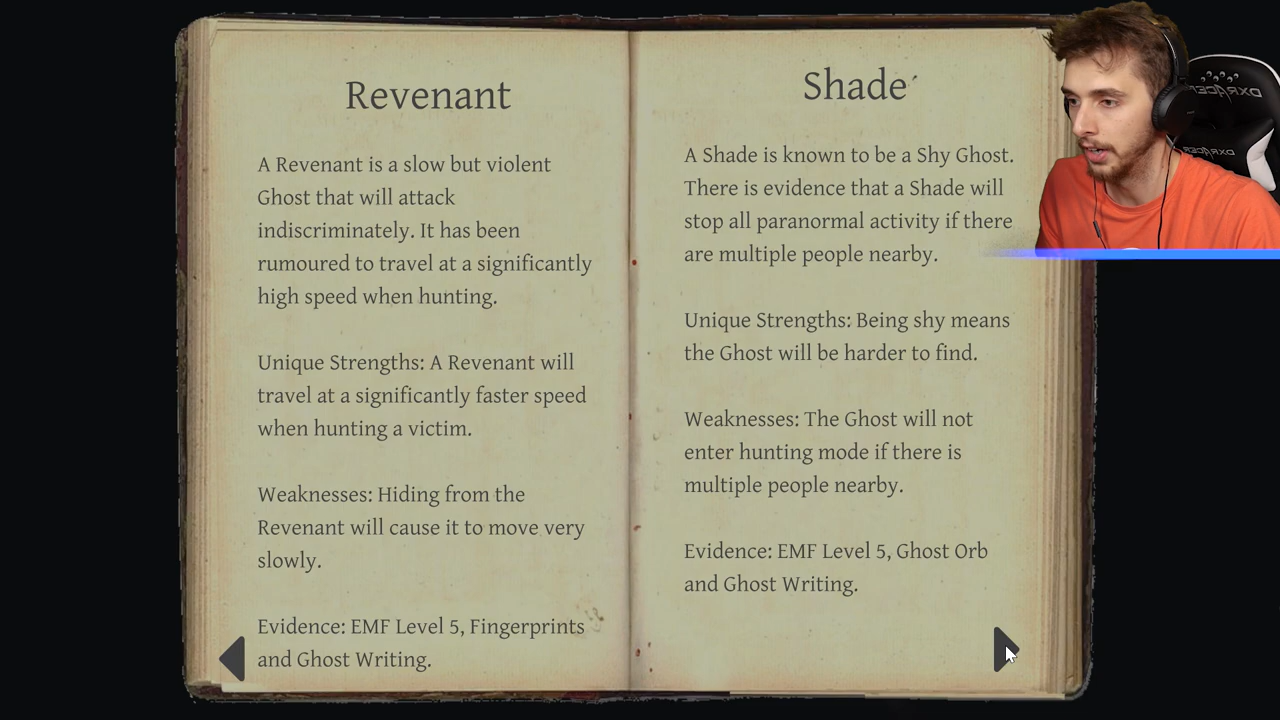 Revenant
A Revenant is a slow but violent
Ghost that will attack
indiscriminately. It has been
rumoured to travel at a significantly
high speed when hunting.
Unique Strengths: A Revenant will
travel at a significantly faster speed
when hunting a victim.
Weaknesses: Hiding from the
Revenant will cause it to move very
slowly.
Evidence: EMF Level 5, Fingerprints
and Ghost Writing.
Shade
A Shade is known to be a Shy Ghost.
There is evidence that a Shade will
stop all paranormal activity if there
are multiple people nearby.
Unique Strengths: Being shy means
the Ghost will be harder to find.
Weaknesses: The Ghost will not
enter hunting mode if there is
multiple people nearby.
Evidence: EMF Level 5, Ghost Orb
and Ghost Writing.